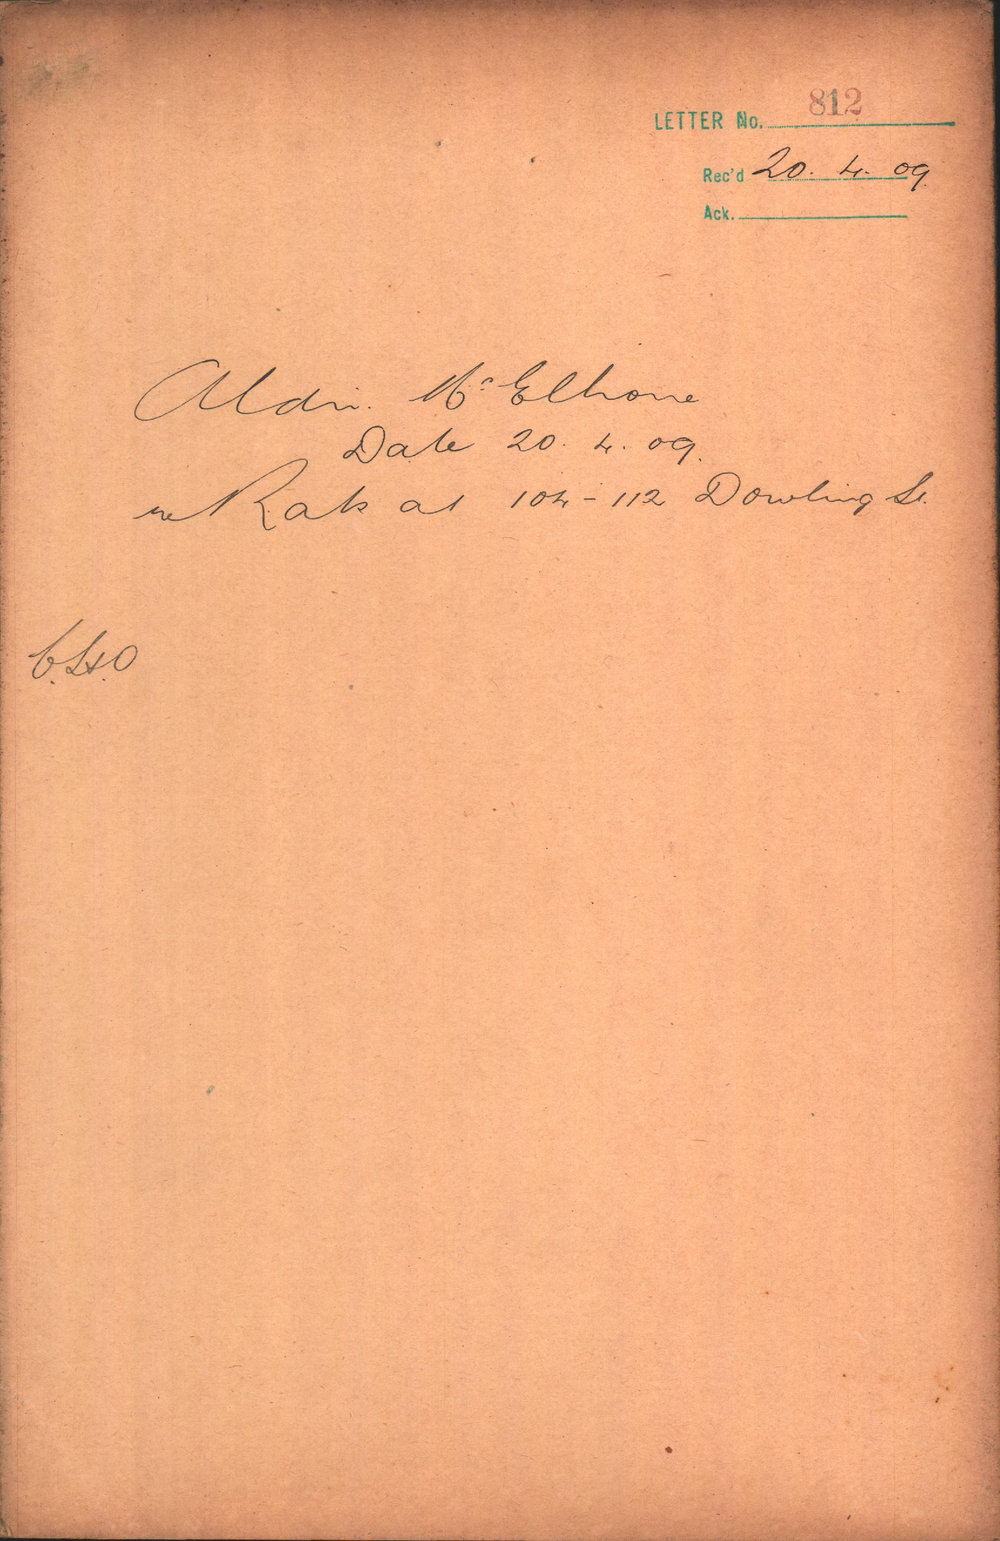 LETTER No. 812
Rec'd 20. 4. 09.
Ack.
Aldn. McElhone
Date 20. 4. 09.
re Rats at 104-112 Dowling St.
C.H.O